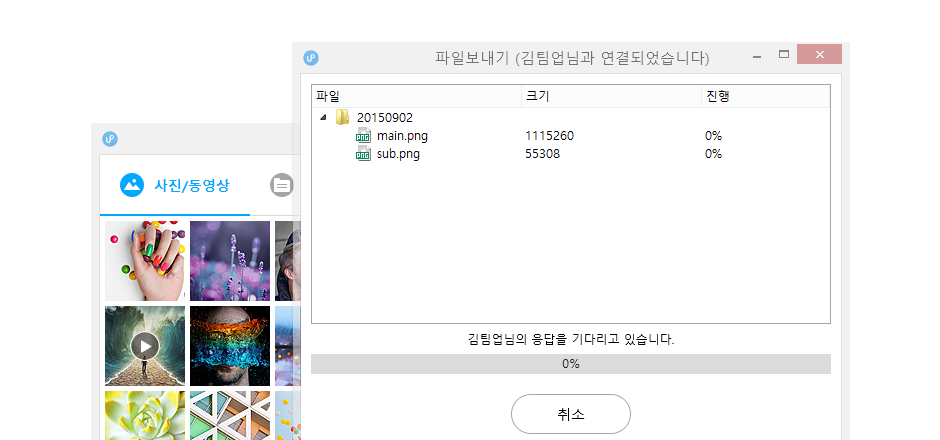 파일보내기 (김팀업님과 연결되었습니다)
파일 크기 진행
20150902
main.png 1115260 0%
sub.png 55308 0%
김팀업님의 응답을 기다리고 있습니다.
0%
취소
사진/동영상